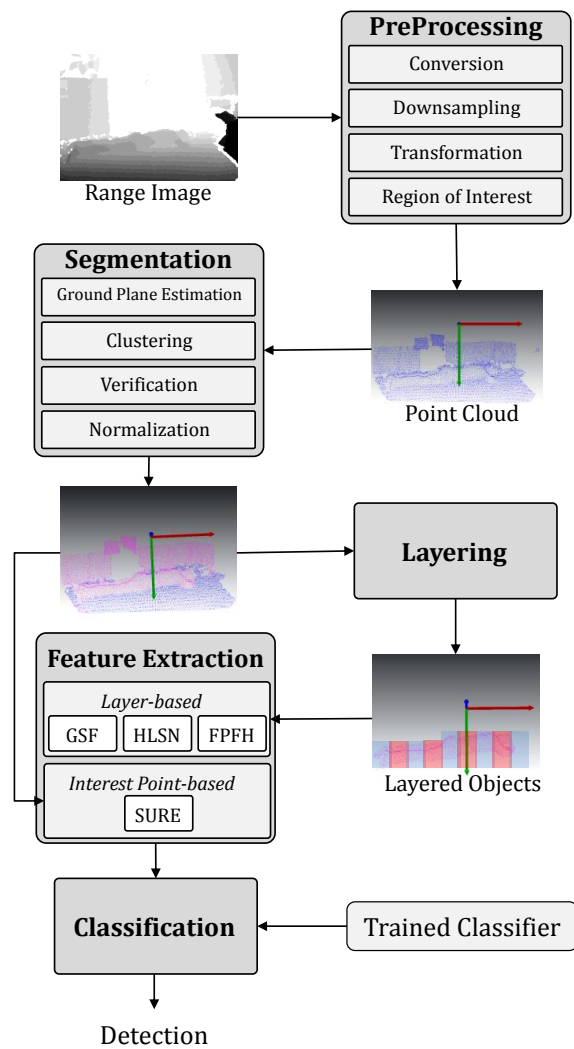 PreProcessing
Conversion
Downsampling
Transformation
Region of Interest
Range Image
Segmentation
Ground Plane Estimation
Clustering
Verification
Normalization
Point Cloud
Layering
Feature Extraction
Layer-based
GSF HLSN FPFH
Interest Point-based
SURE
Layered Objects
Classification
Trained Classifier
Detection